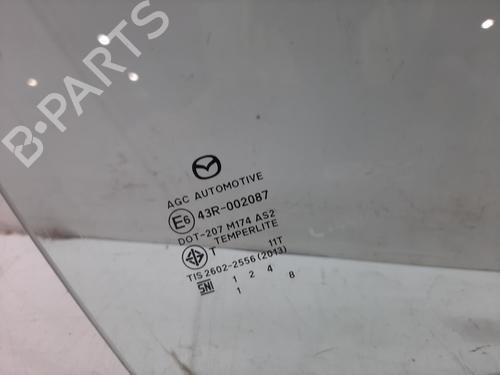 B-PARTS
AGC AUTOMOTIVE
E6 43R-002087
DOT-207 M174 AS2
TEMPERLITE
T 11T
TIS 2602-2556 (2013)
SNI 1 2 4 8
1